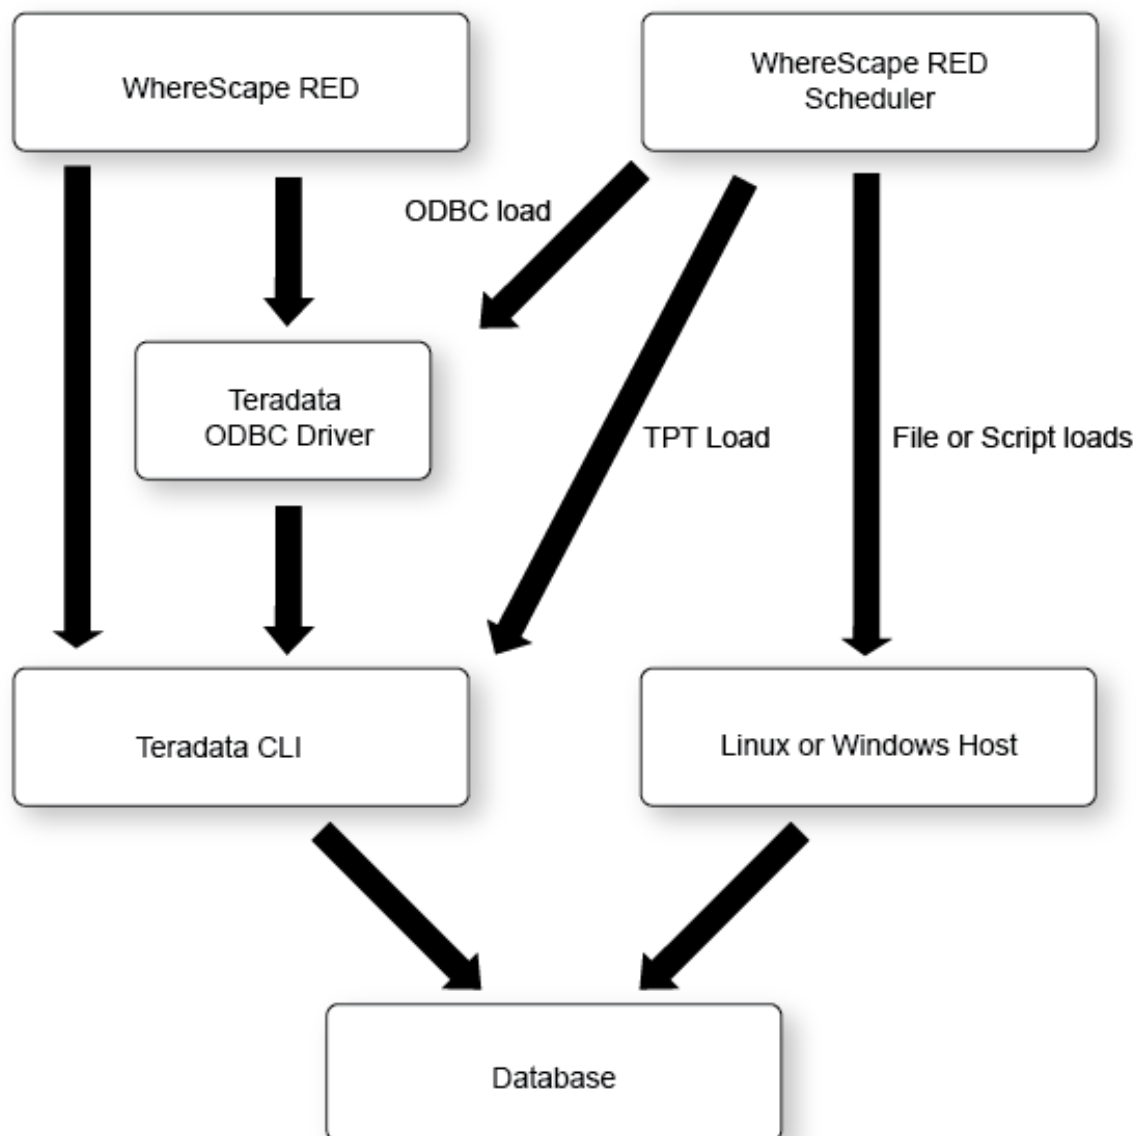 WhereScape RED
WhereScape RED
Scheduler
ODBC load
Teradata
ODBC Driver
TPT Load
File or Script loads
Teradata CLI
Linux or Windows Host
Database